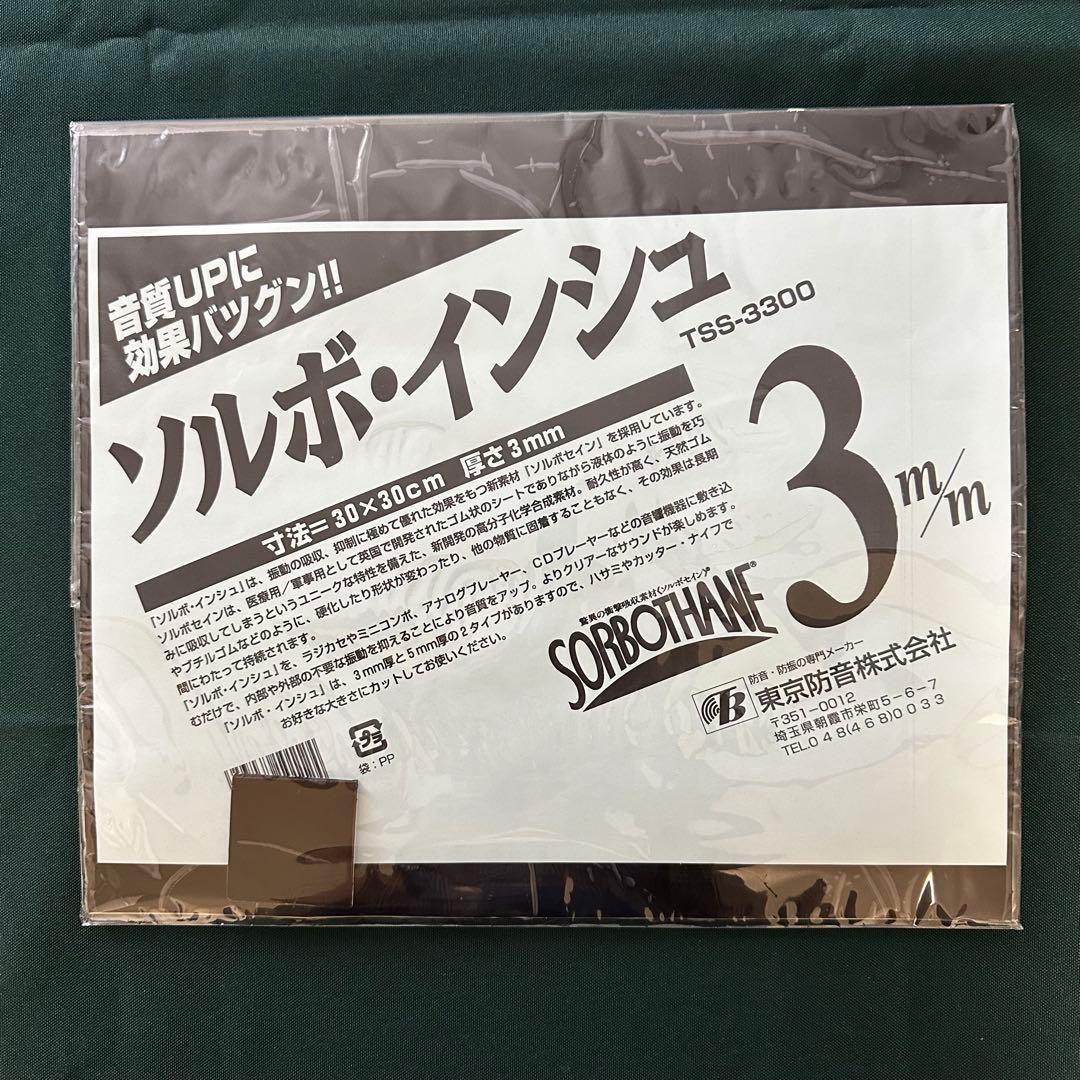 音質UPに
効果バツグン!!
ソルボ・インシュ
TSS-3300
寸法=30×30cm 厚さ3mm
「ソルボ・インシュ」は、振動の吸収、抑制に極めて優れた効果をもつ新素材「ソルボセイン」を採用しています。
ソルボセインは、医療用/軍事用として英国で開発されたゴム状のシートでありながら液体のように振動を巧
みに吸収してしまうというユニークな特性を備えた、新開発の高分子化学合成素材。耐久性が高く、天然ゴム
やブチルゴムなどのように、硬化したり形状が変わったり、他の物質に固着することもなく、その効果は長期
間にわたって持続されます。
「ソルボ・インシュ」を、ラジカセやミニコンポ、アナログプレーヤー、CDプレーヤーなどの音響機器に敷き込
むだけで、内部や外部の不要な振動を抑えることにより音質をアップ。よりクリアーなサウンドが楽しめます。
「ソルボ・インシュ」は、3mm厚と5mm厚の2タイプがありますので、ハサミやカッター・ナイフで
お好きな大きさにカットしてお使いください。
3m/m
驚異の衝撃吸収素材《ソルボセイン》
SORBOTHANE®
プラ
袋:PP
防音・防振の専門メーカー
TB 東京防音株式会社
〒351-0012
埼玉県朝霞市栄町5-6-7
TEL.048(468)0033